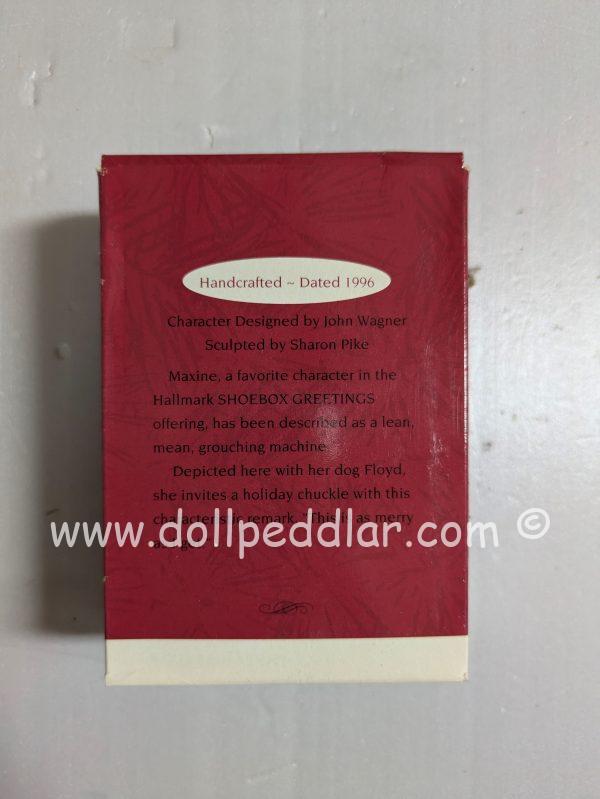 Handcrafted ~ Dated 1996
Character Designed by John Wagner
Sculpted by Sharon Pike
Maxine, a favorite character in the
Hallmark SHOEBOX GREETINGS
offering, has been described as a lean,
mean, grouching machine.
Depicted here with her dog Floyd,
she invites a holiday chuckle with this
characteristic remark, "This is as merry
www.dollpeddlar.com ©